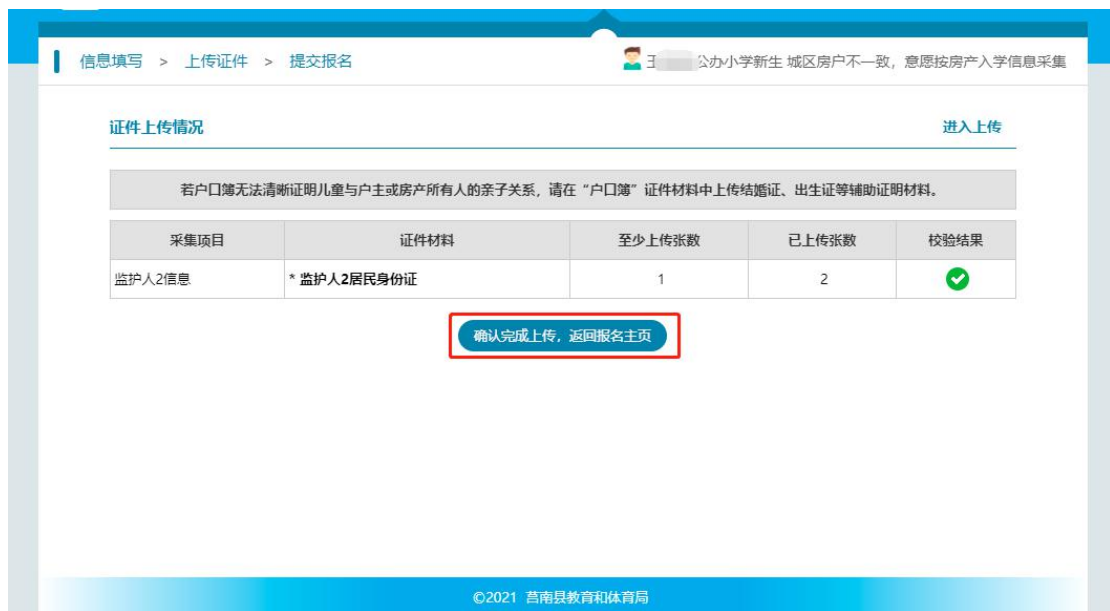 信息填写 > 上传证件 > 提交报名
王 公办小学新生 城区房户不一致，意愿按房产入学信息采集
证件上传情况
进入上传
若户口簿无法清晰证明儿童与户主或房产所有人的亲子关系，请在“户口簿”证件材料中上传结婚证、出生证等辅助证明材料。
采集项目 证件材料 至少上传张数 已上传张数 校验结果
监护人2信息 * 监护人2居民身份证 1 2
确认完成上传，返回报名主页
©2021 莒南县教育和体育局